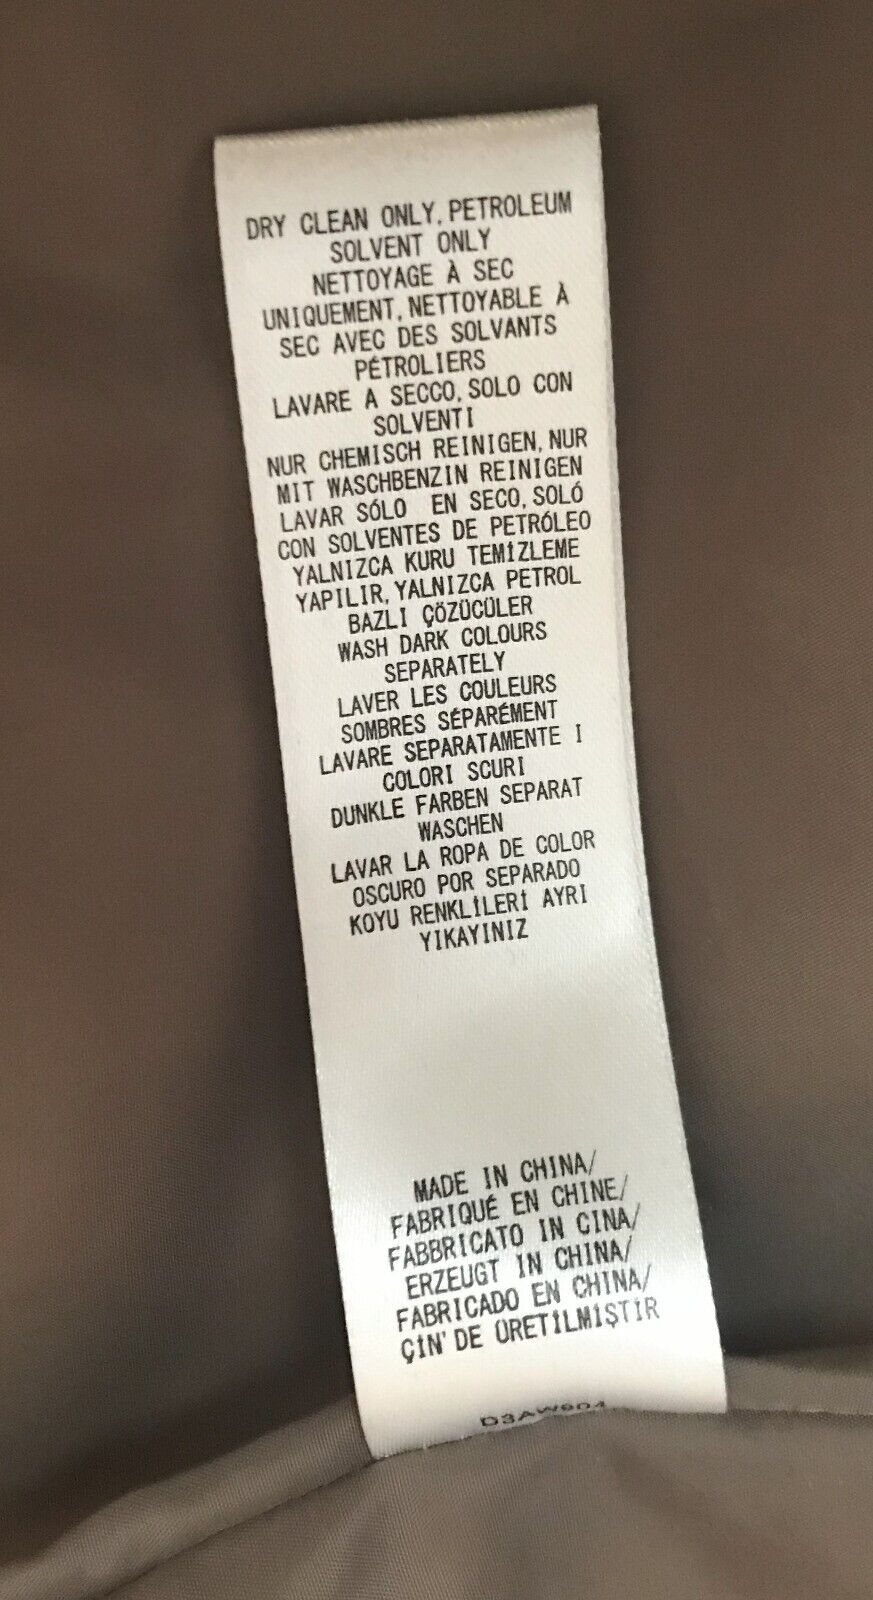 DRY CLEAN ONLY, PETROLEUM
SOLVENT ONLY
NETTOYAGE À SEC
UNIQUEMENT, NETTOYABLE À
SEC AVEC DES SOLVANTS
PÉTROLIERS
LAVARE A SECCO, SOLO CON
SOLVENTI
NUR CHEMISCH REINIGEN, NUR
MIT WASCHBENZIN REINIGEN
LAVAR SÓLO EN SECO, SOLÓ
CON SOLVENTES DE PETRÓLEO
YALNIZCA KURU TEMİZLEME
YAPILIR, YALNIZCA PETROL
BAZLI ÇÖZÜCÜLER
WASH DARK COLOURS
SEPARATELY
LAVER LES COULEURS
SOMBRES SÉPARÉMENT
LAVARE SEPARATAMENTE I
COLORI SCURI
DUNKLE FARBEN SEPARAT
WASCHEN
LAVAR LA ROPA DE COLOR
OSCURO POR SEPARADO
KOYU RENKLİLERİ AYRI
YIKAYINIZ
MADE IN CHINA/
FABRIQUÉ EN CHINE/
FABBRICATO IN CINA/
ERZEUGT IN CHINA/
FABRICADO EN CHINA/
ÇİN'DE ÜRETİLMİŞTİR